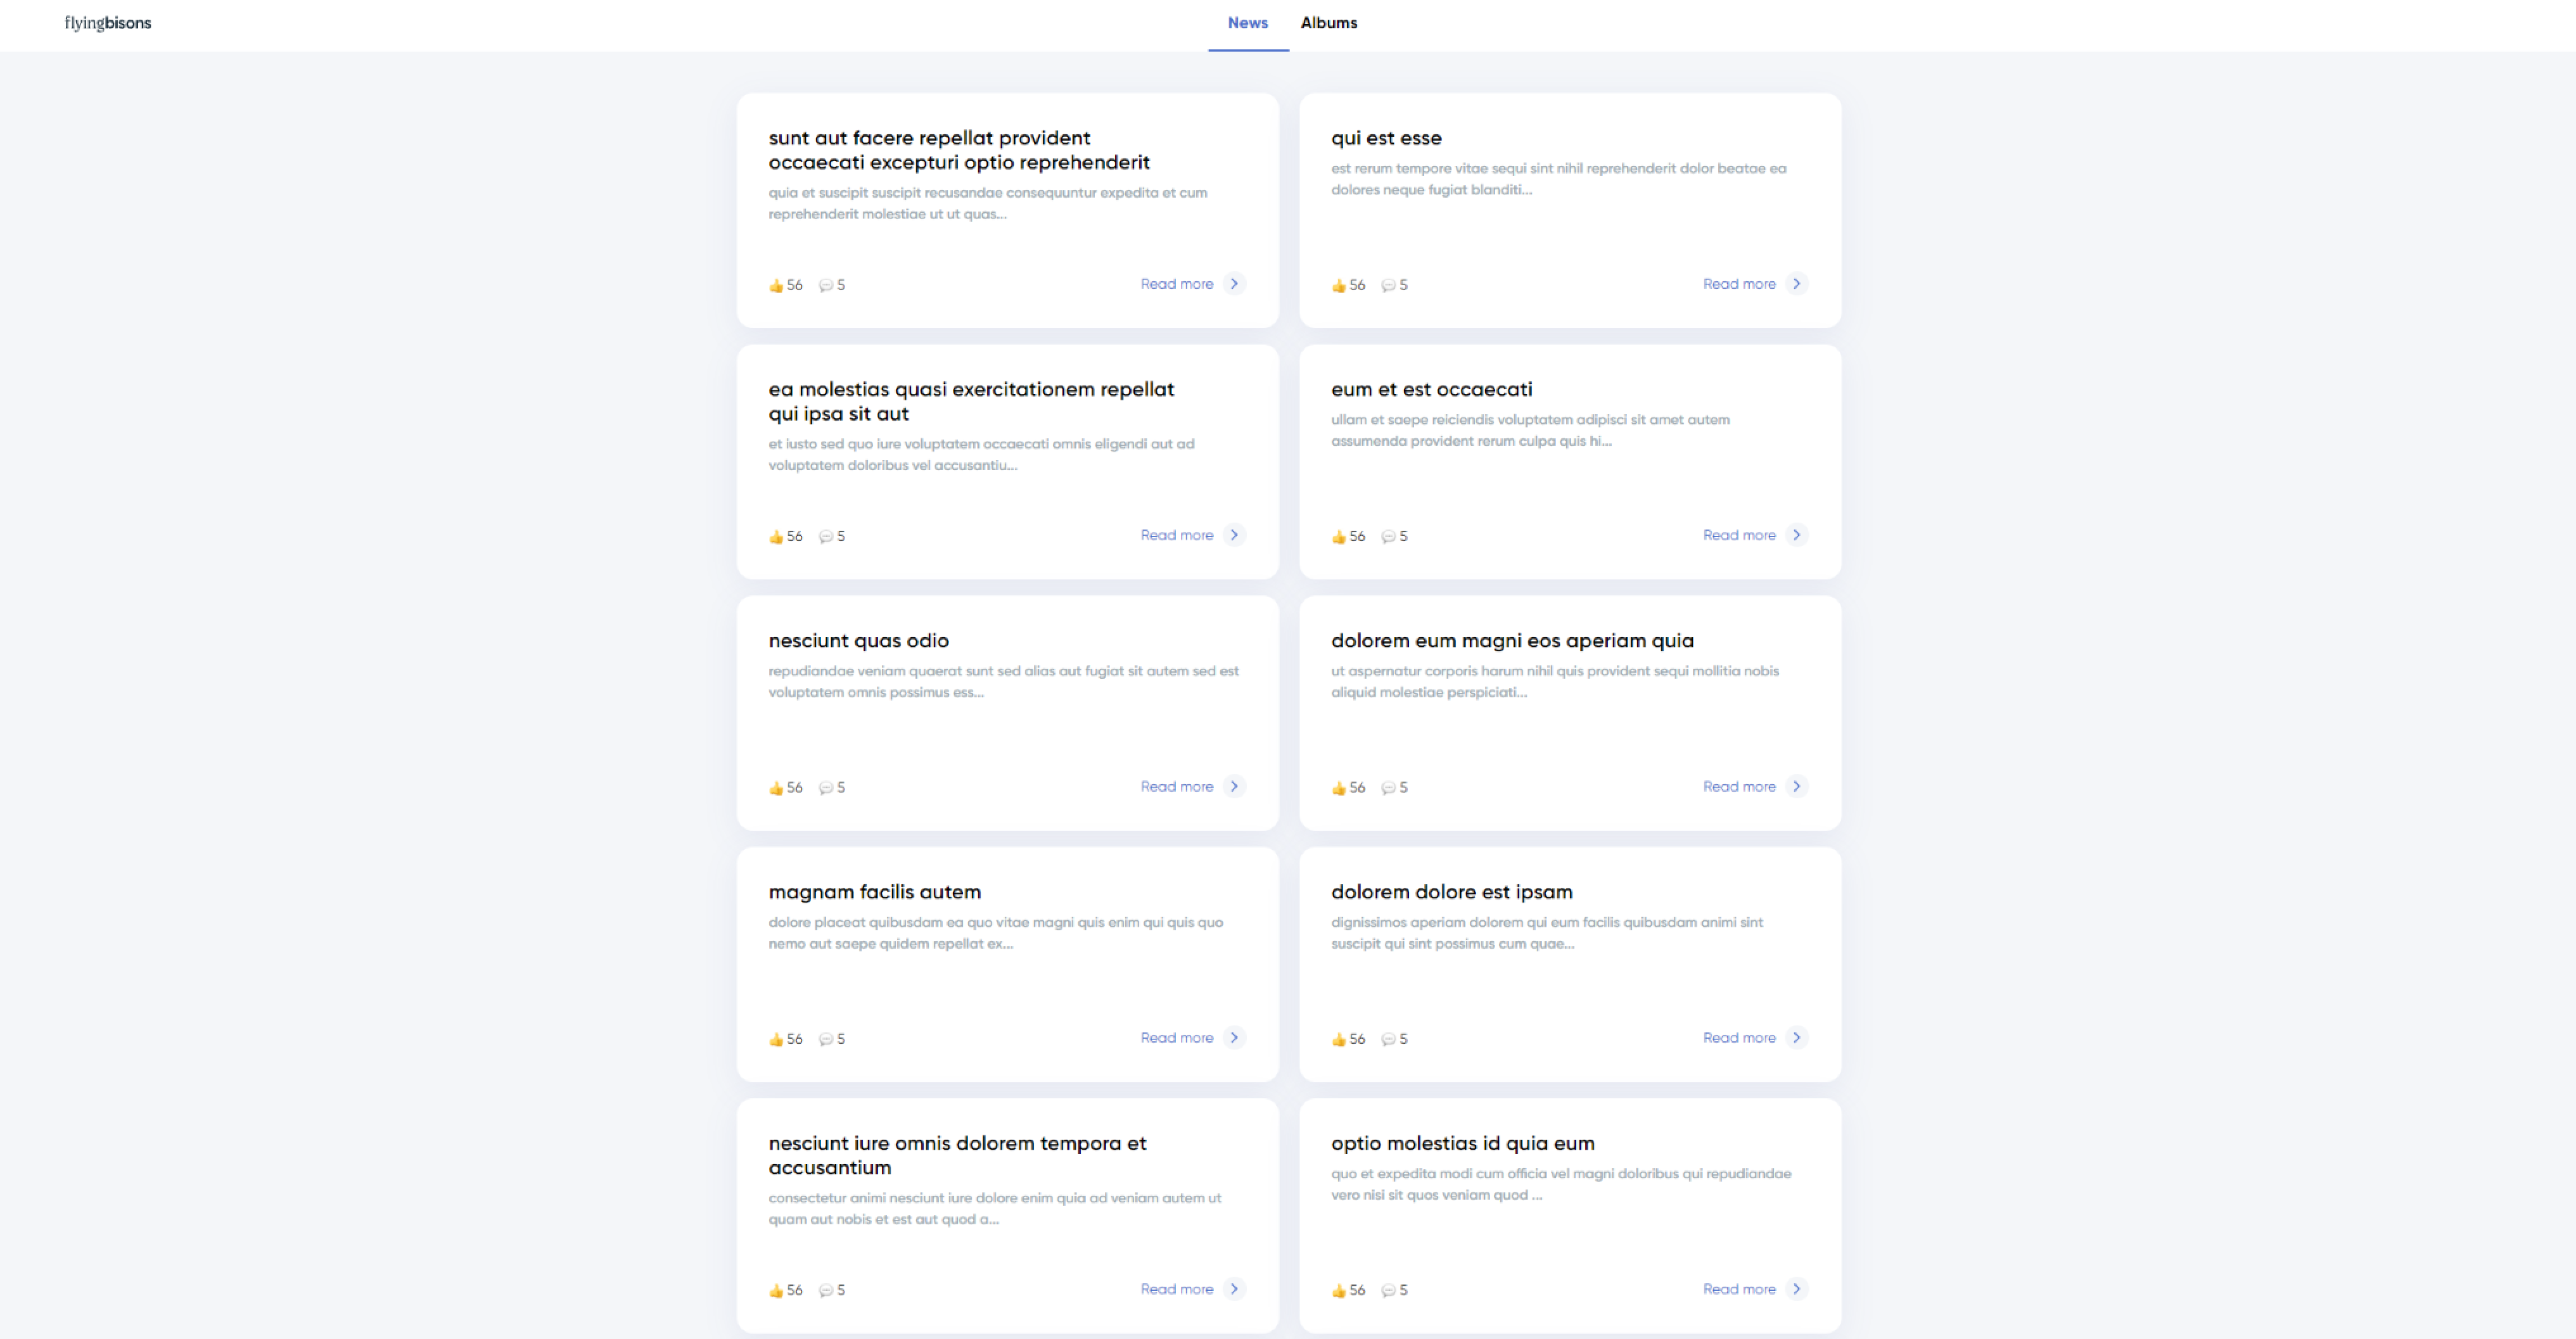 flyingbisons
News
Albums
sunt aut facere repellat provident
occaecati excepturi optio reprehenderit
quia et suscipit suscipit recusandae consequuntur expedita et cum
reprehenderit molestiae ut ut quas...
56
5
Read more
qui est esse
est rerum tempore vitae sequi sint nihil reprehenderit dolor beatae ea
dolores neque fugiat blanditi...
56
5
Read more
ea molestias quasi exercitationem repellat
qui ipsa sit aut
et iusto sed quo iure voluptatem occaecati omnis eligendi aut ad
voluptatem doloribus vel accusantiu...
56
5
Read more
eum et est occaecati
ullam et saepe reiciendis voluptatem adipisci sit amet autem
assumenda provident rerum culpa quis hi...
56
5
Read more
nesciunt quas odio
repudiandae veniam quaerat sunt sed alias aut fugiat sit autem sed est
voluptatem omnis possimus ess...
56
5
Read more
dolorem eum magni eos aperiam quia
ut aspernatur corporis harum nihil quis provident sequi mollitia nobis
aliquid molestiae perspiciati...
56
5
Read more
magnam facilis autem
dolore placeat quibusdam ea quo vitae magni quis enim qui quis quo
nemo aut saepe quidem repellat ex...
56
5
Read more
dolorem dolore est ipsam
dignissimos aperiam dolorem qui eum facilis quibusdam animi sint
suscipit qui sint possimus cum quae...
56
5
Read more
nesciunt iure omnis dolorem tempora et
accusantium
consectetur animi nesciunt iure dolore enim quia ad veniam autem ut
quam aut nobis et est aut quod a...
56
5
Read more
optio molestias id quia eum
quo et expedita modi cum officia vel magni doloribus qui repudiandae
vero nisi sit quos veniam quod ...
56
5
Read more